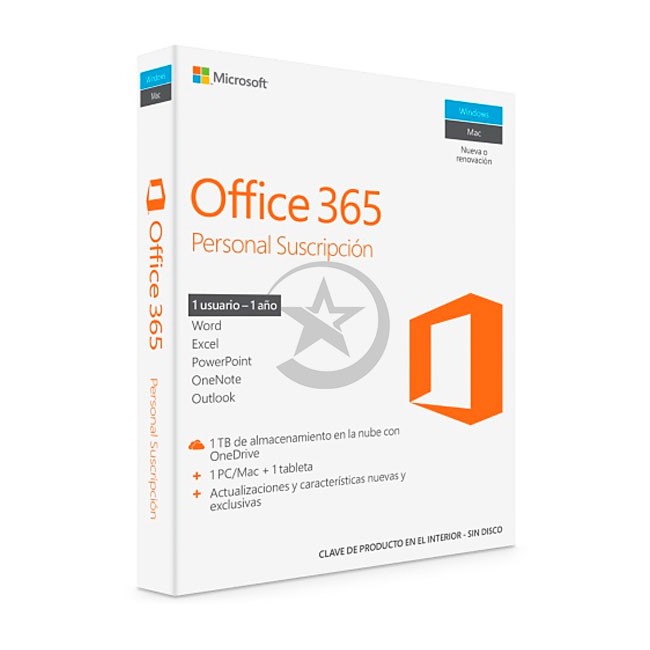 Windows
Mac
Office 365
Personal Suscripción
Microsoft
Windows
Mac
Nueva o
renovación
Office 365
Personal Suscripción
1 usuario – 1 año
Word
Excel
PowerPoint
OneNote
Outlook
1 TB de almacenamiento en la nube con
OneDrive
+ 1 PC/Mac + 1 tableta
+ Actualizaciones y características nuevas y
exclusivas
CLAVE DE PRODUCTO EN EL INTERIOR - SIN DISCO